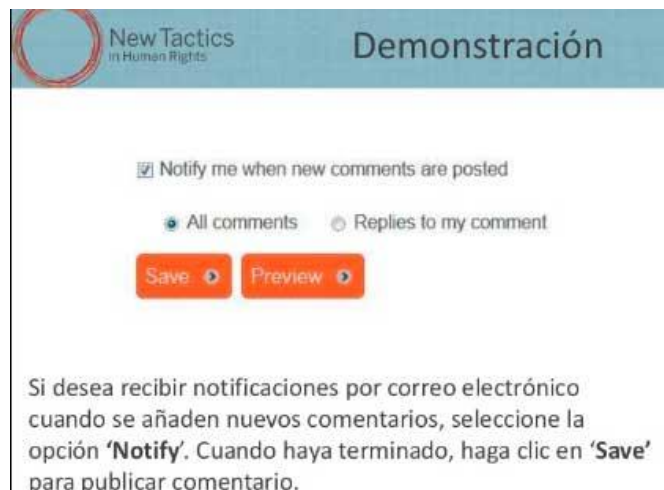 New Tactics
in Human Rights
Demonstración
Notify me when new comments are posted
All comments Replies to my comment
Save Preview
Si desea recibir notificaciones por correo electrónico
cuando se añaden nuevos comentarios, seleccione la
opción ‘Notify’. Cuando haya terminado, haga clic en ‘Save’
para publicar comentario.